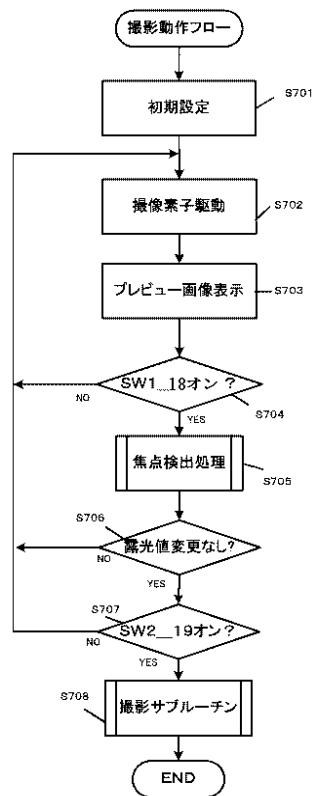 撮影動作フロー
初期設定
S701
撮像素子駆動
S702
プレビュー画像表示
S703
SW1_18オン？
NO
S704
YES
焦点検出処理
S705
S706
露光値変更なし?
NO
YES
S707
SW2_19オン？
NO
YES
S708
撮影サブルーチン
END